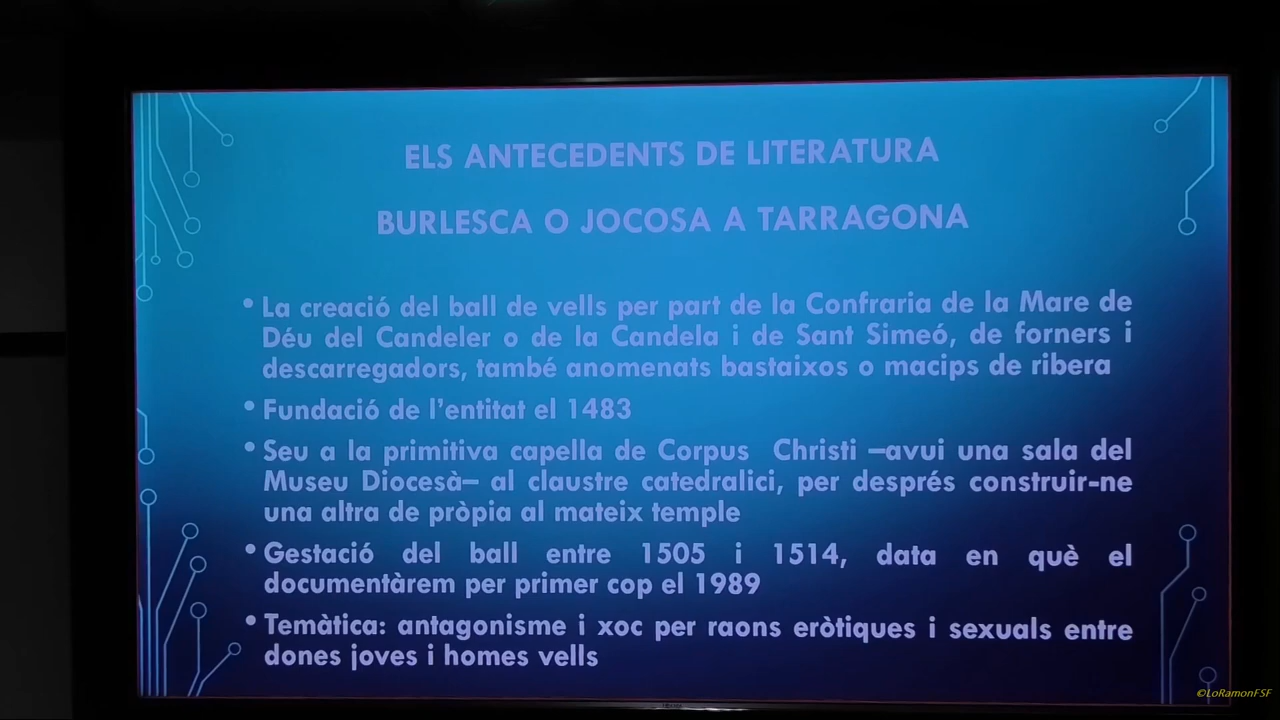 ELS ANTECEDENTS DE LITERATURA
BURLESCA O JOCOSA A TARRAGONA
• La creació del ball de vells per part de la Confraria de la Mare de
Déu del Candeler o de la Candela i de Sant Simeó, de forners i
descarregadors, també anomenats bastaixos o macips de ribera
• Fundació de l’entitat el 1483
• Seu a la primitiva capella de Corpus Christi –avui una sala del
Museu Diocesà– al claustre catedralici, per després construir-ne
una altra de pròpia al mateix temple
• Gestació del ball entre 1505 i 1514, data en què el
documentàrem per primer cop el 1989
• Temàtica: antagonisme i xoc per raons eròtiques i sexuals entre
dones joves i homes vells
©LoRamonFSF